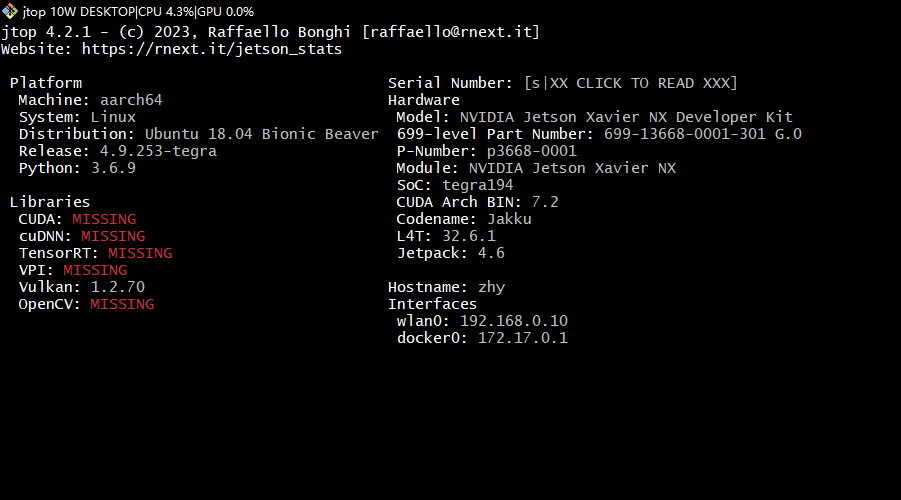 jtop 10W DESKTOP|CPU 4.3%|GPU 0.0%
jtop 4.2.1 - (c) 2023, Raffaello Bonghi [raffaello@rnext.it]
Website: https://rnext.it/jetson_stats
Platform
Machine: aarch64
System: Linux
Distribution: Ubuntu 18.04 Bionic Beaver
Release: 4.9.253-tegra
Python: 3.6.9
Libraries
CUDA: MISSING
cuDNN: MISSING
TensorRT: MISSING
VPI: MISSING
Vulkan: 1.2.70
OpenCV: MISSING
Serial Number: [s|XX CLICK TO READ XXX]
Hardware
Model: NVIDIA Jetson Xavier NX Developer Kit
699-level Part Number: 699-13668-0001-301 G.0
P-Number: p3668-0001
Module: NVIDIA Jetson Xavier NX
SoC: tegra194
CUDA Arch BIN: 7.2
Codename: Jakku
L4T: 32.6.1
Jetpack: 4.6
Hostname: zhy
Interfaces
wlan0: 192.168.0.10
docker0: 172.17.0.1